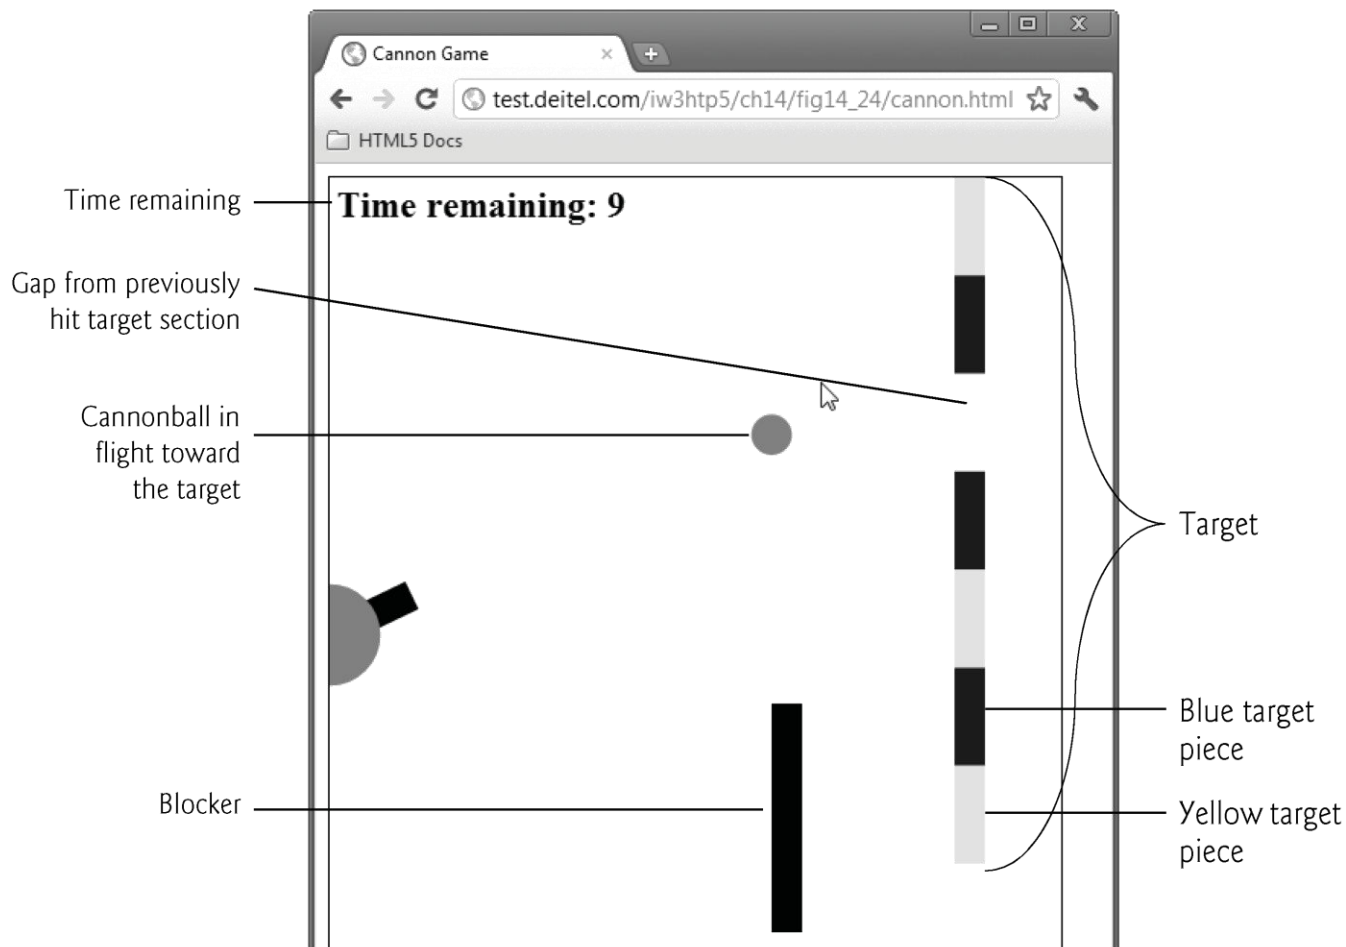 Cannon Game
test.deitel.com/iw3htp5/ch14/fig14_24/cannon.html
HTML5 Docs
Time remaining
Time remaining: 9
Gap from previously
hit target section
Cannonball in
flight toward
the target
Target
Blue target
piece
Blocker
Yellow target
piece